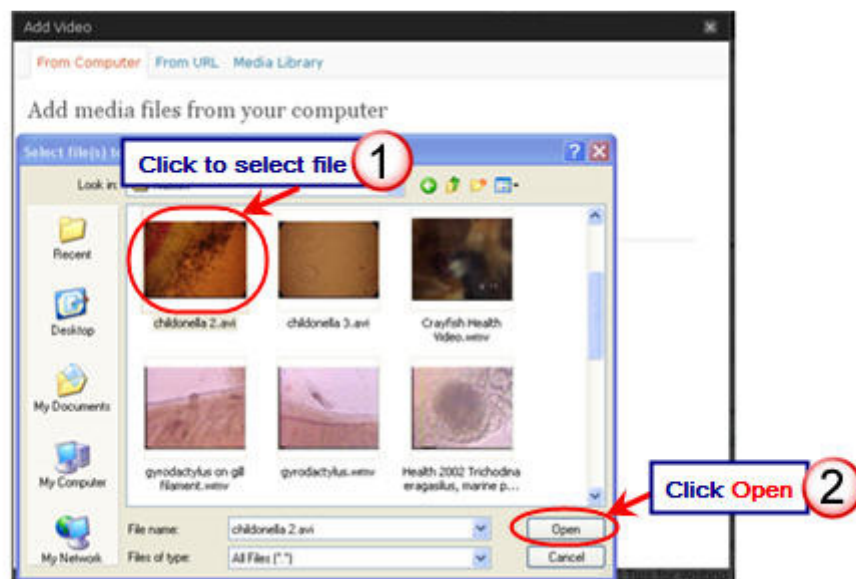 Add Video
From Computer From URL Media Library
Add media files from your computer
Select file(s) to
Click to select file 1
Look in:
Recent
Desktop
My Documents
My Computer
My Network
childonella 2.avi childonella 3.avi Crayfish Health Video.wmv
gyrodactylus on gill filament.wmv gyrodactylus.wmv Health 2002 Trichodina eragasilus, marine p...
Click Open 2
File name: childonella 2.avi Open
Files of type: All Files (*.*) Cancel